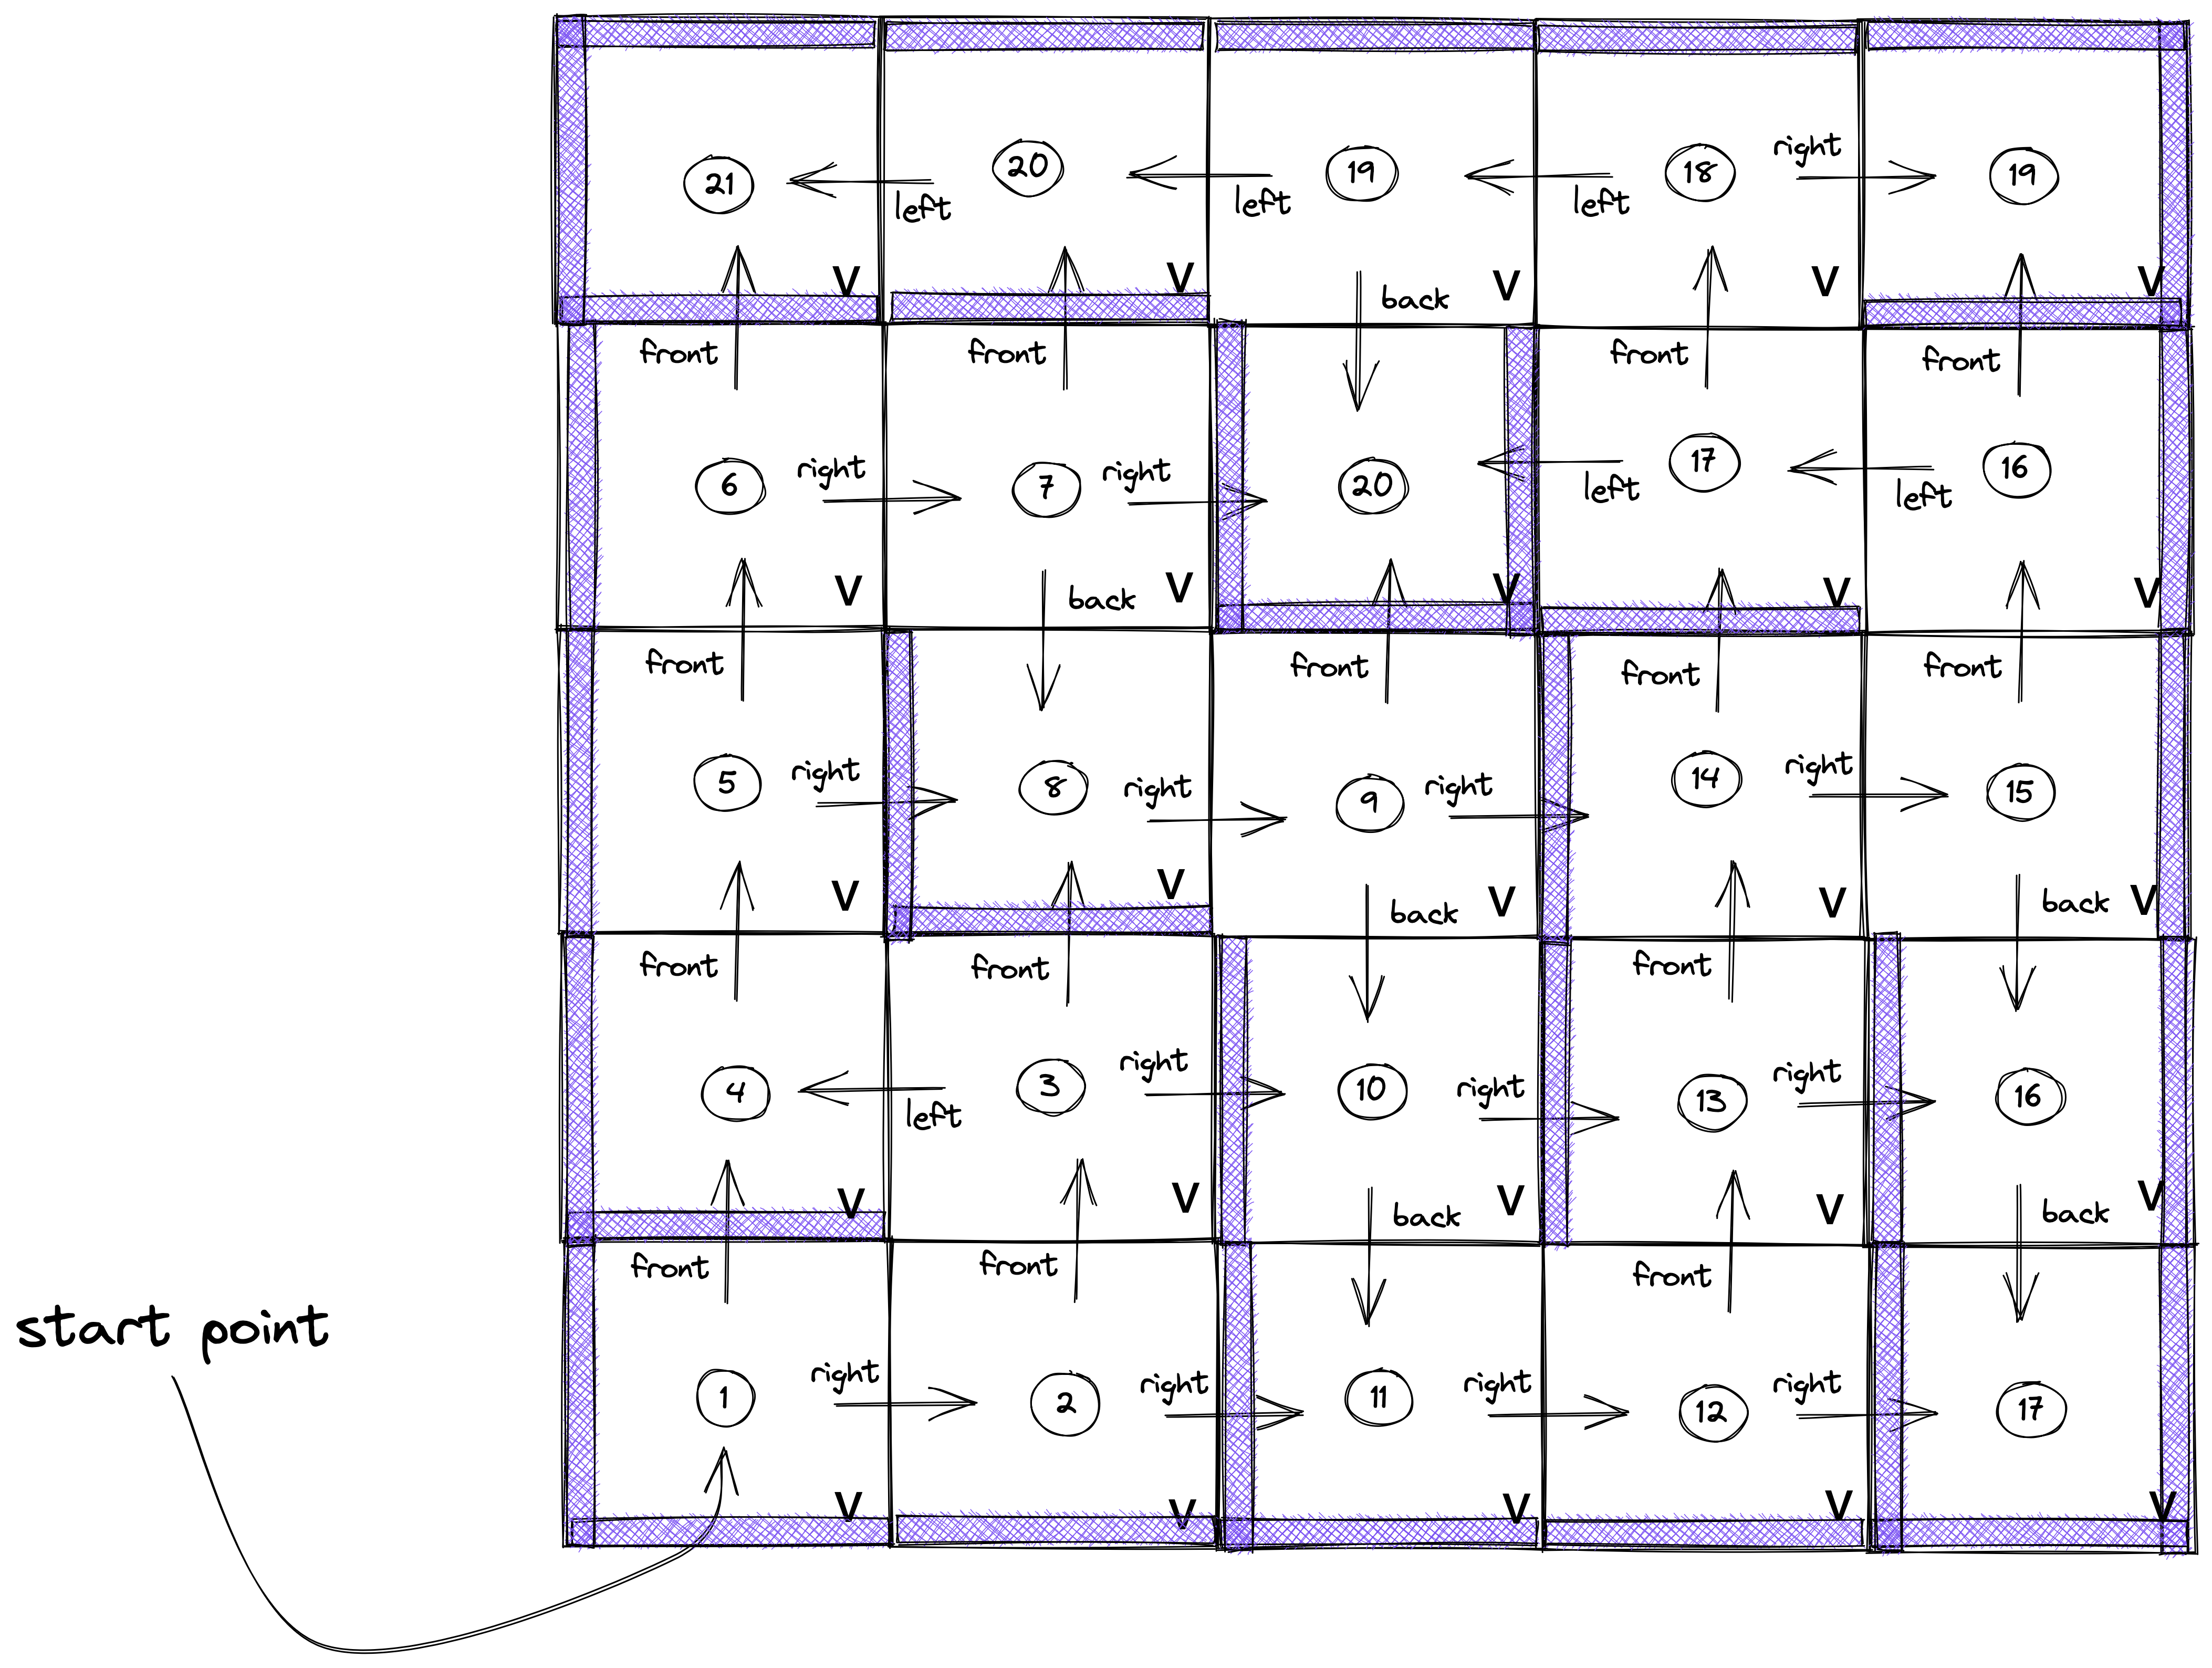 21
left
20
left
19
left
18
right
19
V
V
back
V
V
V
front
front
front
front
6
right
7
right
20
left
17
left
16
V
back
V
V
V
V
front
front
front
front
5
right
8
right
9
right
14
right
15
V
V
back
V
V
back
V
front
front
front
4
left
3
right
10
right
13
right
16
V
V
back
V
V
back
V
front
front
front
start point
1
right
2
right
11
right
12
right
17
V
V
V
V
V